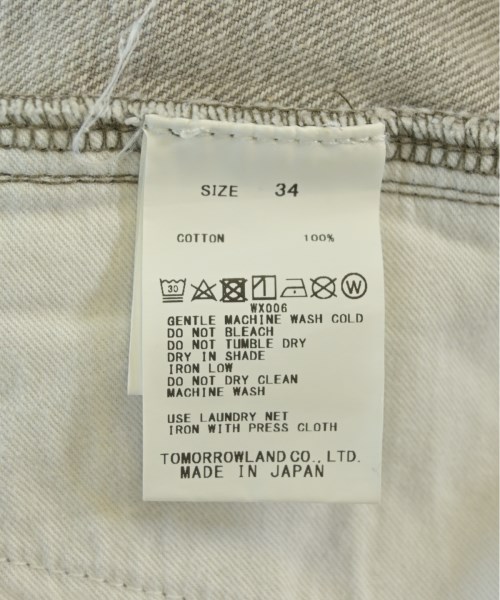 SIZE 34
COTTON 100%
30 W
WX006
GENTLE MACHINE WASH COLD
DO NOT BLEACH
DO NOT TUMBLE DRY
DRY IN SHADE
IRON LOW
DO NOT DRY CLEAN
MACHINE WASH
USE LAUNDRY NET
IRON WITH PRESS CLOTH
TOMORROWLAND CO., LTD.
MADE IN JAPAN